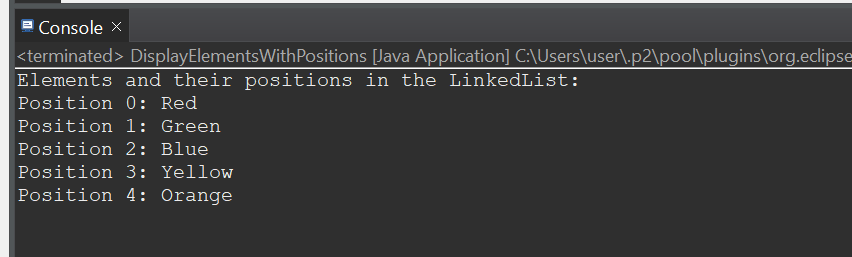 Console
<terminated> DisplayElementsWithPositions [Java Application] C:\Users\user\.p2\pool\plugins\org.eclipse
Elements and their positions in the LinkedList:
Position 0: Red
Position 1: Green
Position 2: Blue
Position 3: Yellow
Position 4: Orange